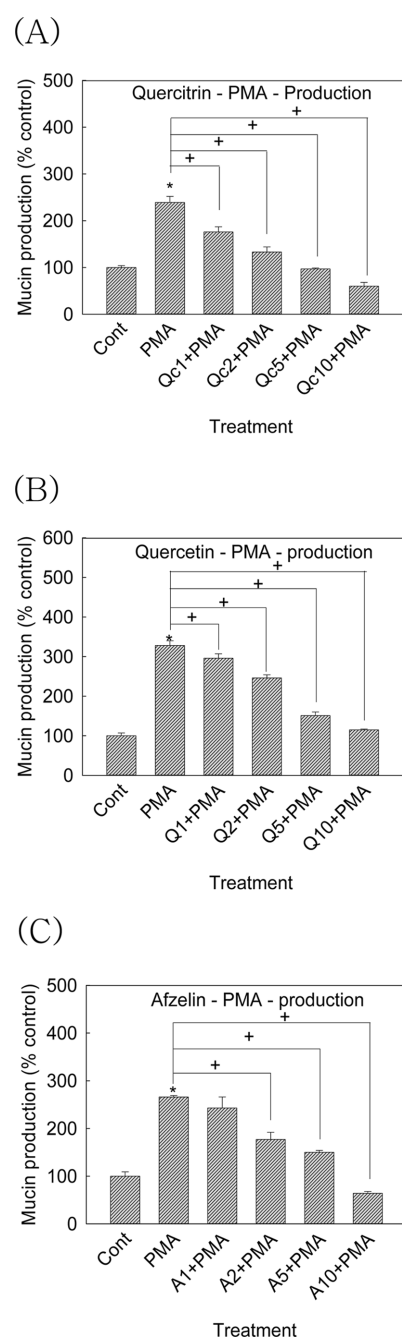 (A)
Quercitrin - PMA - Production
Mucin production (% control)
500
400
300
200
100
0
+
+
+
+
*
Cont
PMA
Qc1+PMA
Qc2+PMA
Qc5+PMA
Qc10+PMA
Treatment
(B)
Quercetin - PMA - production
Mucin production (% control)
600
500
400
300
200
100
0
+
+
+
+
*
Cont
PMA
Q1+PMA
Q2+PMA
Q5+PMA
Q10+PMA
Treatment
(C)
Afzelin - PMA - production
Mucin production (% control)
500
400
300
200
100
0
+
+
+
*
Cont
PMA
A1+PMA
A2+PMA
A5+PMA
A10+PMA
Treatment